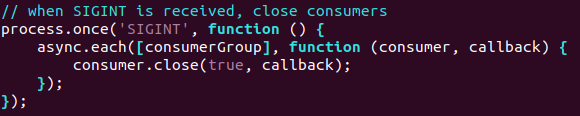 // when SIGINT is received, close consumers
process.once('SIGINT', function () {
    async.each([consumerGroup], function (consumer, callback) {
        consumer.close(true, callback);
    });
});